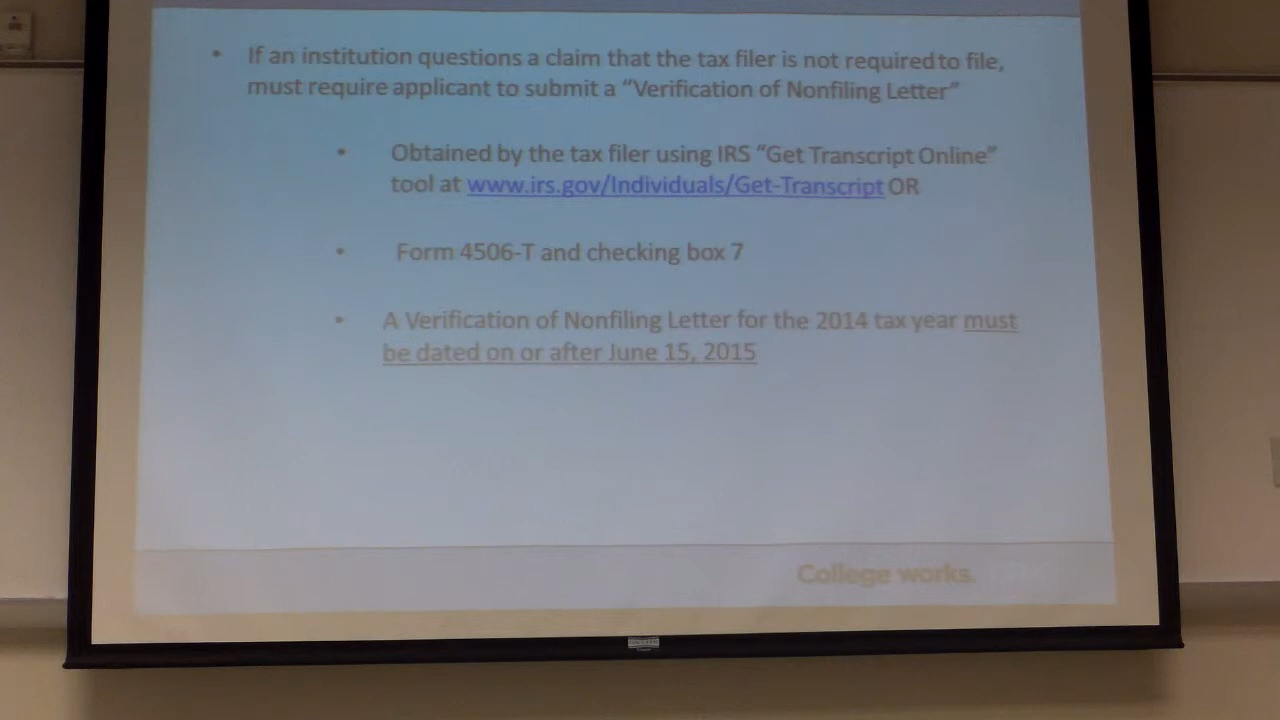 • If an institution questions a claim that the tax filer is not required to file,
must require applicant to submit a “Verification of Nonfiling Letter”
• Obtained by the tax filer using IRS “Get Transcript Online”
tool at www.irs.gov/Individuals/Get-Transcript OR
• Form 4506-T and checking box 7
• A Verification of Nonfiling Letter for the 2014 tax year must
be dated on or after June 15, 2015
College works.